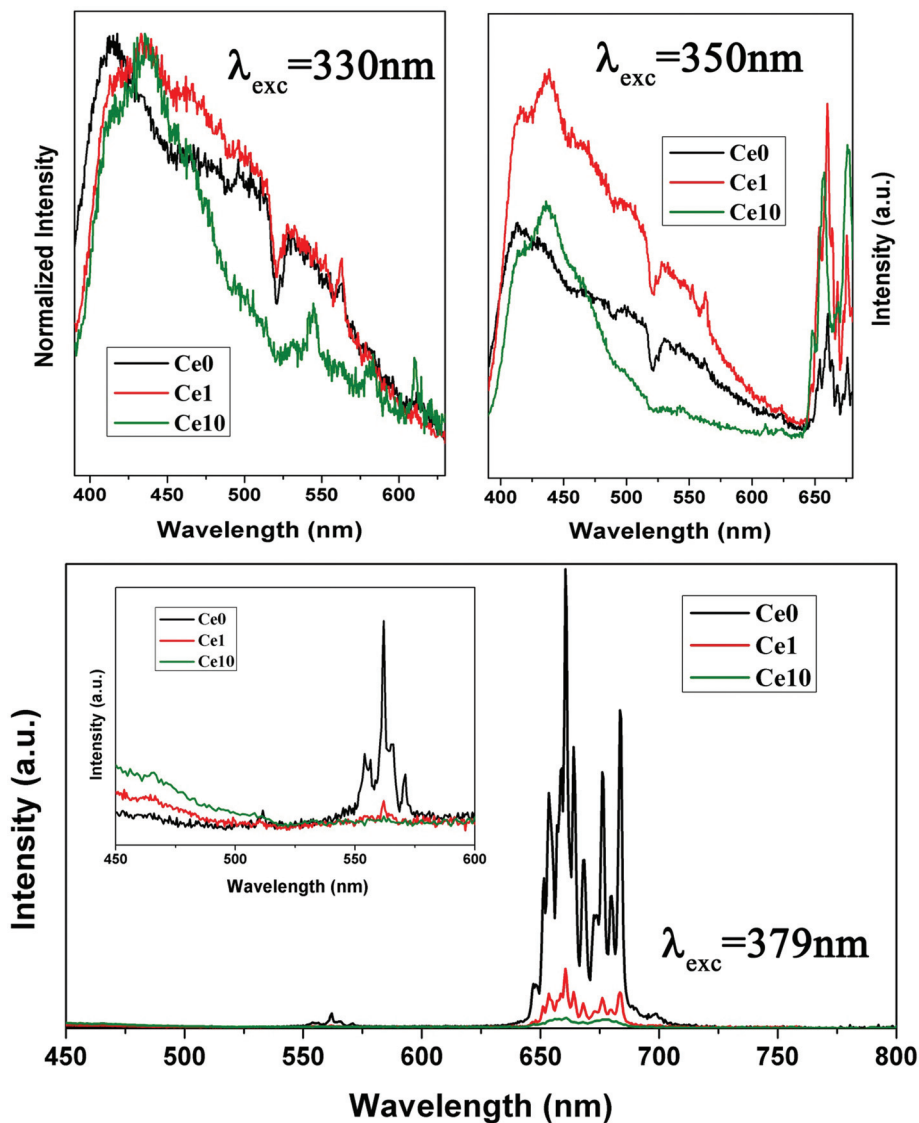 λexc=330nm
Normalized Intensity
Ce0
Ce1
Ce10
400 450 500 550 600
Wavelength (nm)
λexc=350nm
Ce0
Ce1
Ce10
Intensity (a.u.)
400 450 500 550 600 650
Wavelength (nm)
Ce0
Ce1
Ce10
Intensity (a.u.)
450 500 550 600
Wavelength (nm)
Ce0
Ce1
Ce10
λexc=379nm
Intensity (a.u.)
450 500 550 600 650 700 750 800
Wavelength (nm)